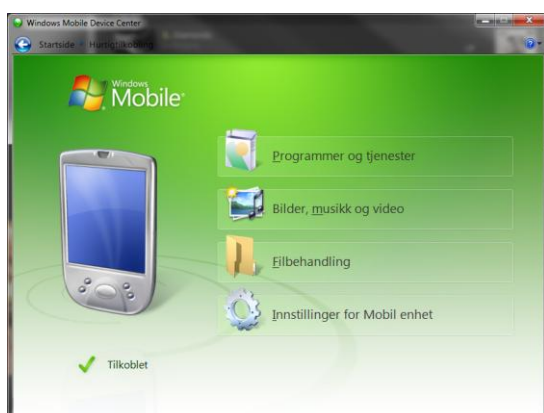 Windows Mobile Device Center
Startside Hurtigtilkobling
Windows
Mobile
Programmer og tjenester
Bilder, musikk og video
Filbehandling
Innstillinger for Mobil enhet
Tilkoblet